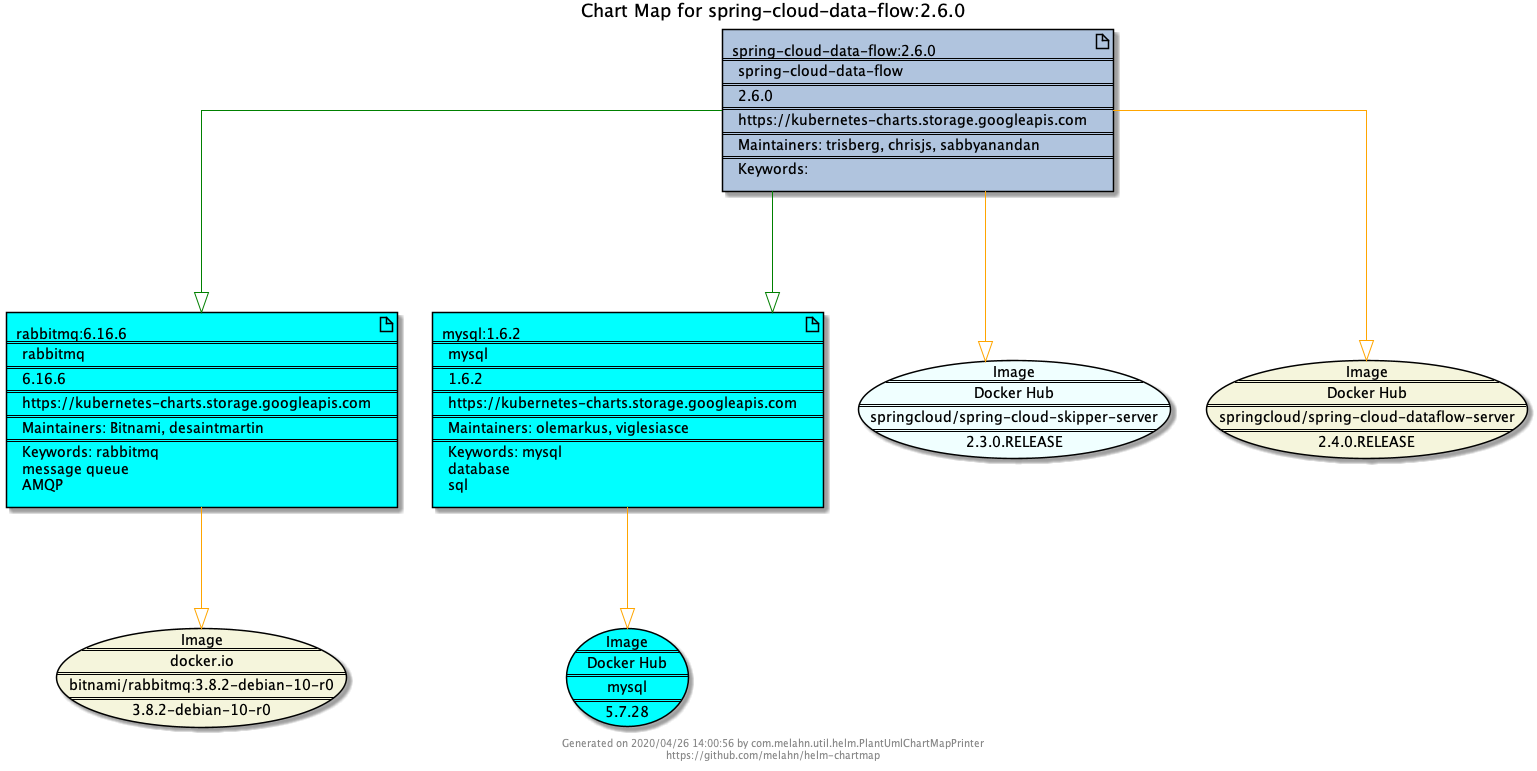 Chart Map for spring-cloud-data-flow:2.6.0
spring-cloud-data-flow:2.6.0
spring-cloud-data-flow
2.6.0
https://kubernetes-charts.storage.googleapis.com
Maintainers: trisberg, chrisjs, sabbyanandan
Keywords:
rabbitmq:6.16.6
rabbitmq
6.16.6
https://kubernetes-charts.storage.googleapis.com
Maintainers: Bitnami, desaintmartin
Keywords: rabbitmq
message queue
AMQP
mysql:1.6.2
mysql
1.6.2
https://kubernetes-charts.storage.googleapis.com
Maintainers: olemarkus, viglesiasce
Keywords: mysql
database
sql
Image
Docker Hub
springcloud/spring-cloud-skipper-server
2.3.0.RELEASE
Image
Docker Hub
springcloud/spring-cloud-dataflow-server
2.4.0.RELEASE
Image
docker.io
bitnami/rabbitmq:3.8.2-debian-10-r0
3.8.2-debian-10-r0
Image
Docker Hub
mysql
5.7.28
Generated on 2020/04/26 14:00:56 by com.melahn.util.helm.PlantUmlChartMapPrinter
https://github.com/melahn/helm-chartmap